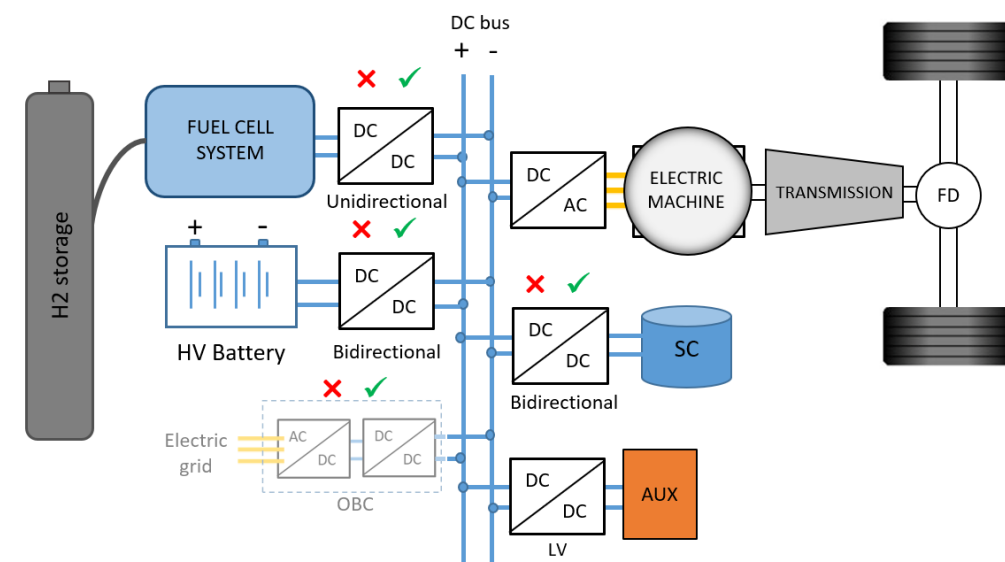 DC bus
+ -
H2 storage
FUEL CELL
SYSTEM
DC
DC
Unidirectional
DC
AC
ELECTRIC
MACHINE
TRANSMISSION
FD
+ -
HV Battery
DC
DC
Bidirectional
DC
DC
Bidirectional
SC
Electric
grid
AC
DC
DC
DC
OBC
DC
DC
LV
AUX